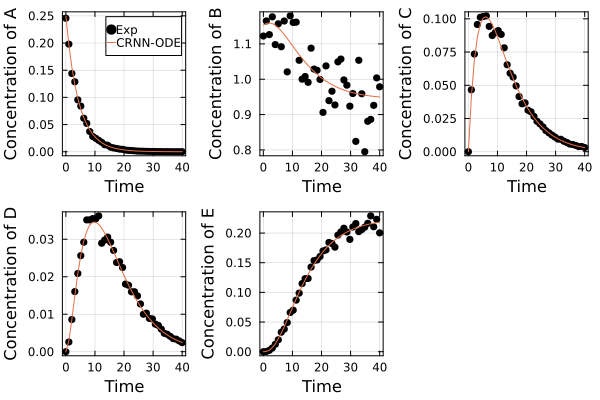 Concentration of A
0.25
0.20
0.15
0.10
0.05
0.00
Exp
CRNN-ODE
0 10 20 30 40
Time
Concentration of B
1.1
1.0
0.9
0.8
0 10 20 30 40
Time
Concentration of C
0.100
0.075
0.050
0.025
0.000
0 10 20 30 40
Time
Concentration of D
0.03
0.02
0.01
0.00
0 10 20 30 40
Time
Concentration of E
0.20
0.15
0.10
0.05
0.00
0 10 20 30 40
Time